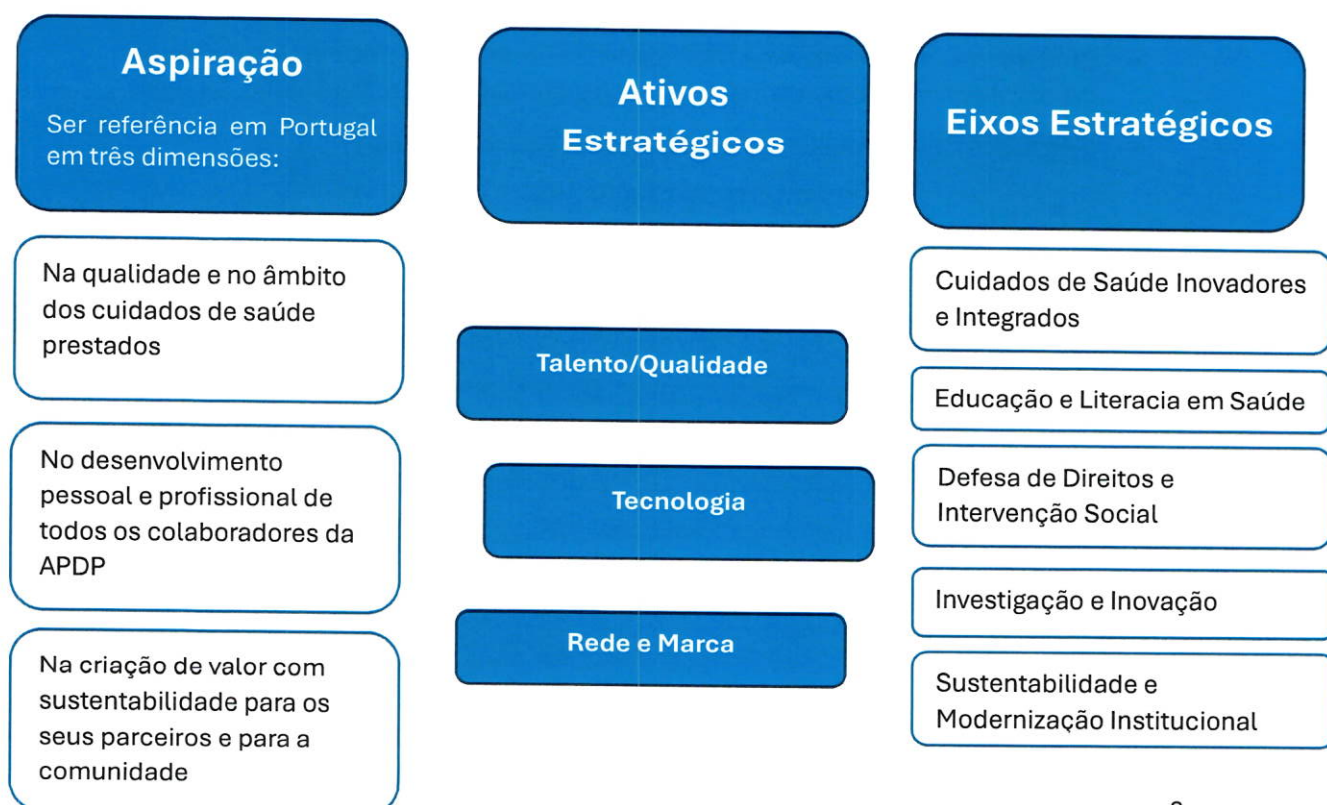 Aspiração
Ser referência em Portugal
em três dimensões:
Na qualidade e no âmbito
dos cuidados de saúde
prestados
No desenvolvimento
pessoal e profissional de
todos os colaboradores da
APDP
Na criação de valor com
sustentabilidade para os
seus parceiros e para a
comunidade
Ativos
Estratégicos
Talento/Qualidade
Tecnologia
Rede e Marca
Eixos Estratégicos
Cuidados de Saúde Inovadores
e Integrados
Educação e Literacia em Saúde
Defesa de Direitos e
Intervenção Social
Investigação e Inovação
Sustentabilidade e
Modernização Institucional